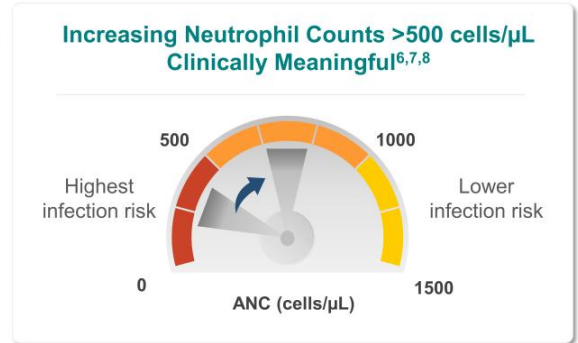 Increasing Neutrophil Counts >500 cells/µL
Clinically Meaningful6,7,8
500
1000
Highest
infection risk
Lower
infection risk
0
1500
ANC (cells/µL)